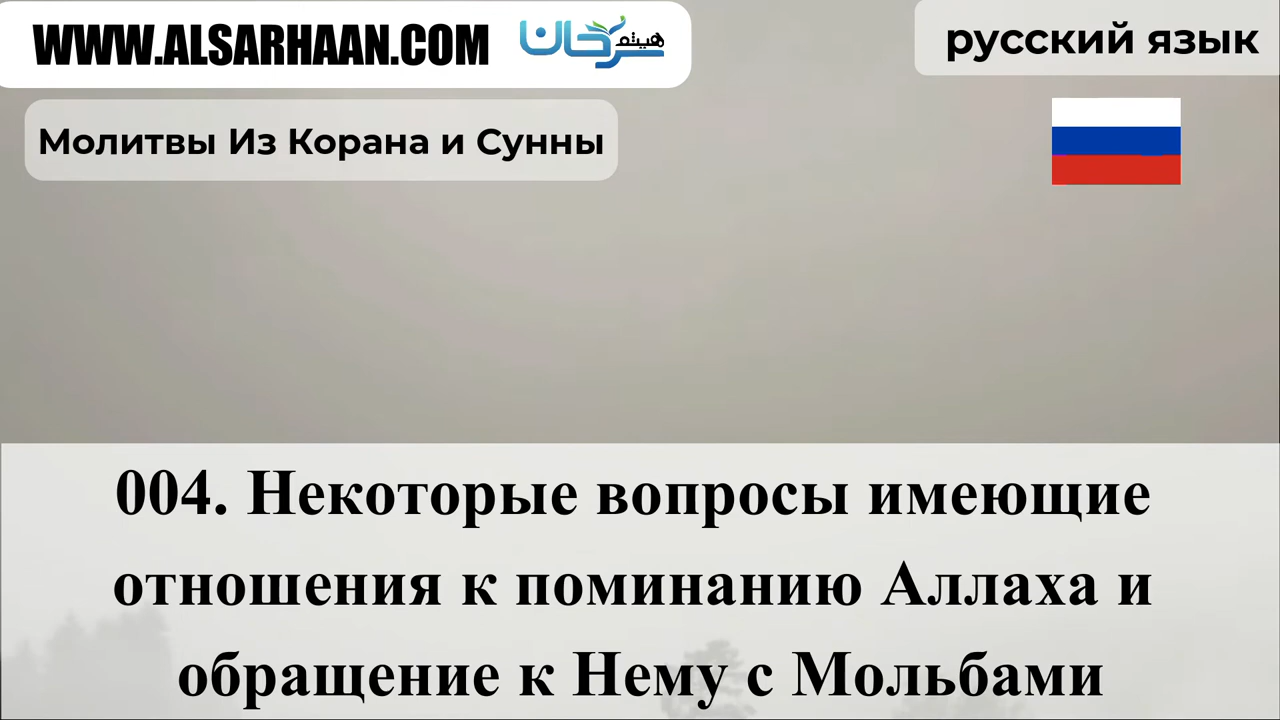 WWW.ALSARHAAN.COM
هيثم سرحان
русский язык
Молитвы Из Корана и Сунны
004. Некоторые вопросы имеющие
отношения к поминанию Аллаха и
обращение к Нему с Мольбами